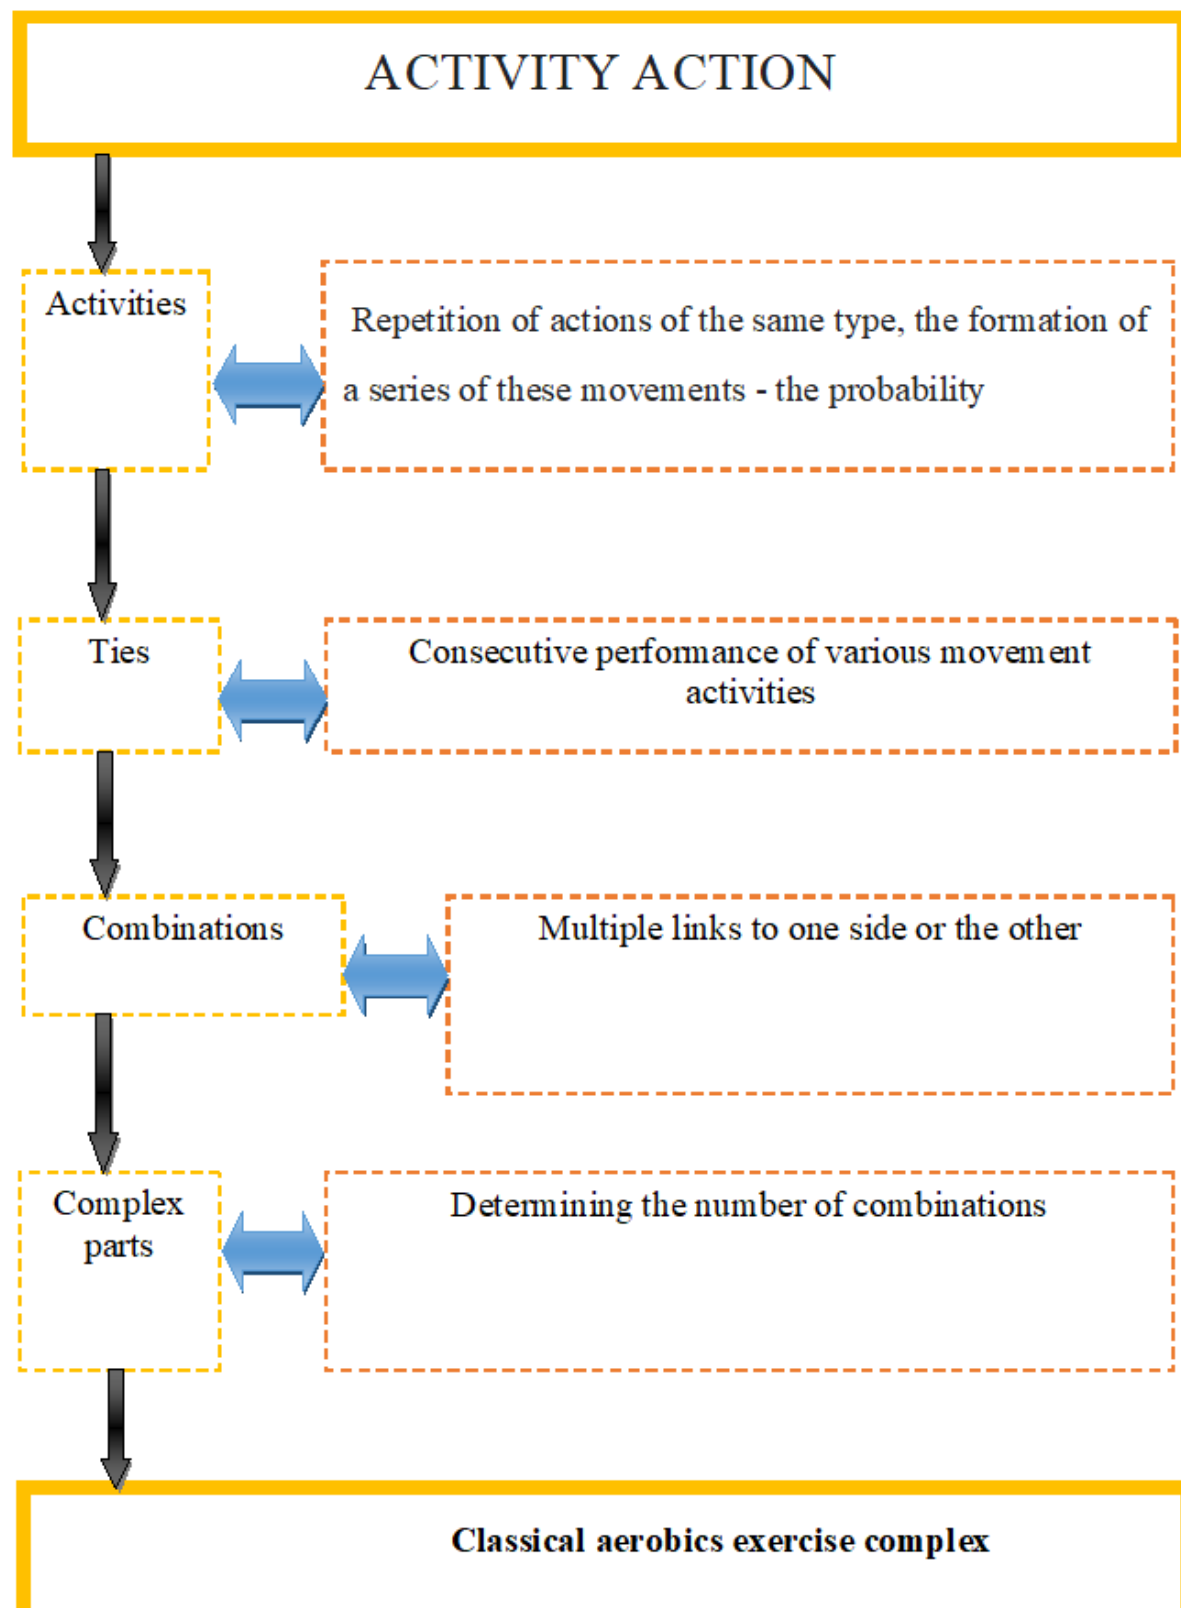 ACTIVITY ACTION
Activities
Repetition of actions of the same type, the formation of
a series of these movements - the probability
Ties
Consecutive performance of various movement
activities
Combinations
Multiple links to one side or the other
Complex
parts
Determining the number of combinations
Classical aerobics exercise complex